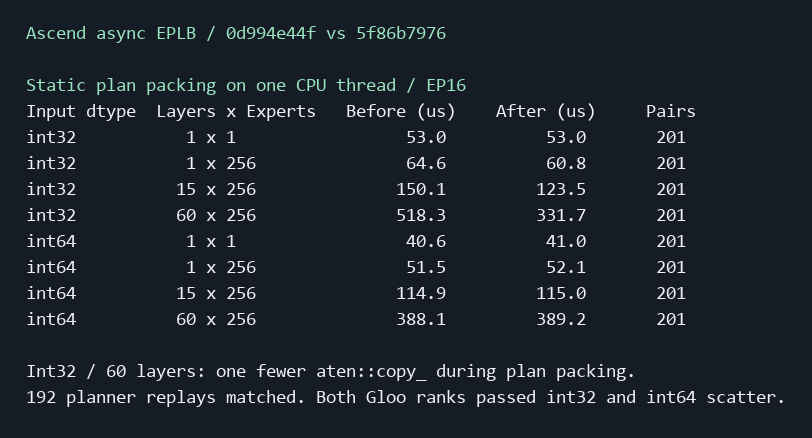 Ascend async EPLB / 0d994e44f vs 5f86b7976
Static plan packing on one CPU thread / EP16
Input dtype Layers x Experts Before (us) After (us) Pairs
int32 1 x 1 53.0 53.0 201
int32 1 x 256 64.6 60.8 201
int32 15 x 256 150.1 123.5 201
int32 60 x 256 518.3 331.7 201
int64 1 x 1 40.6 41.0 201
int64 1 x 256 51.5 52.1 201
int64 15 x 256 114.9 115.0 201
int64 60 x 256 388.1 389.2 201
Int32 / 60 layers: one fewer aten::copy_ during plan packing.
192 planner replays matched. Both Gloo ranks passed int32 and int64 scatter.